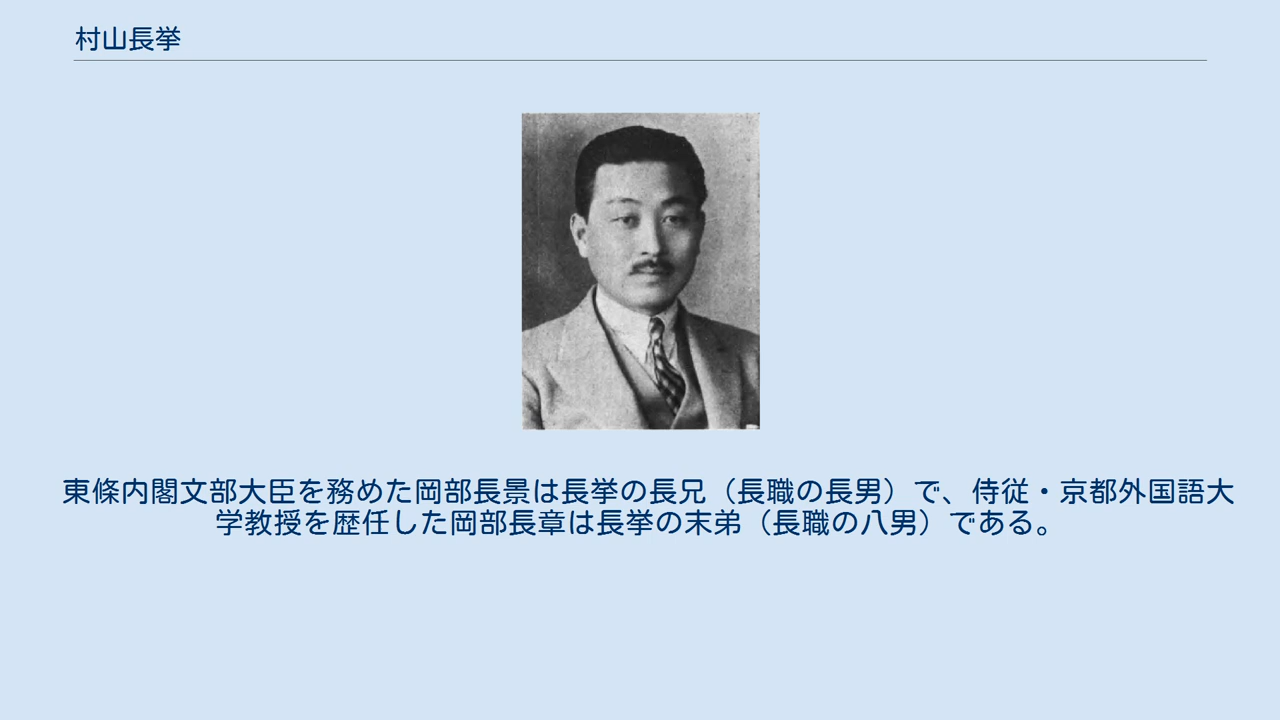 村山長挙
東條内閣文部大臣を務めた岡部長景は長挙の長兄（長職の長男）で、侍従・京都外国語大
学教授を歴任した岡部長章は長挙の末弟（長職の八男）である。